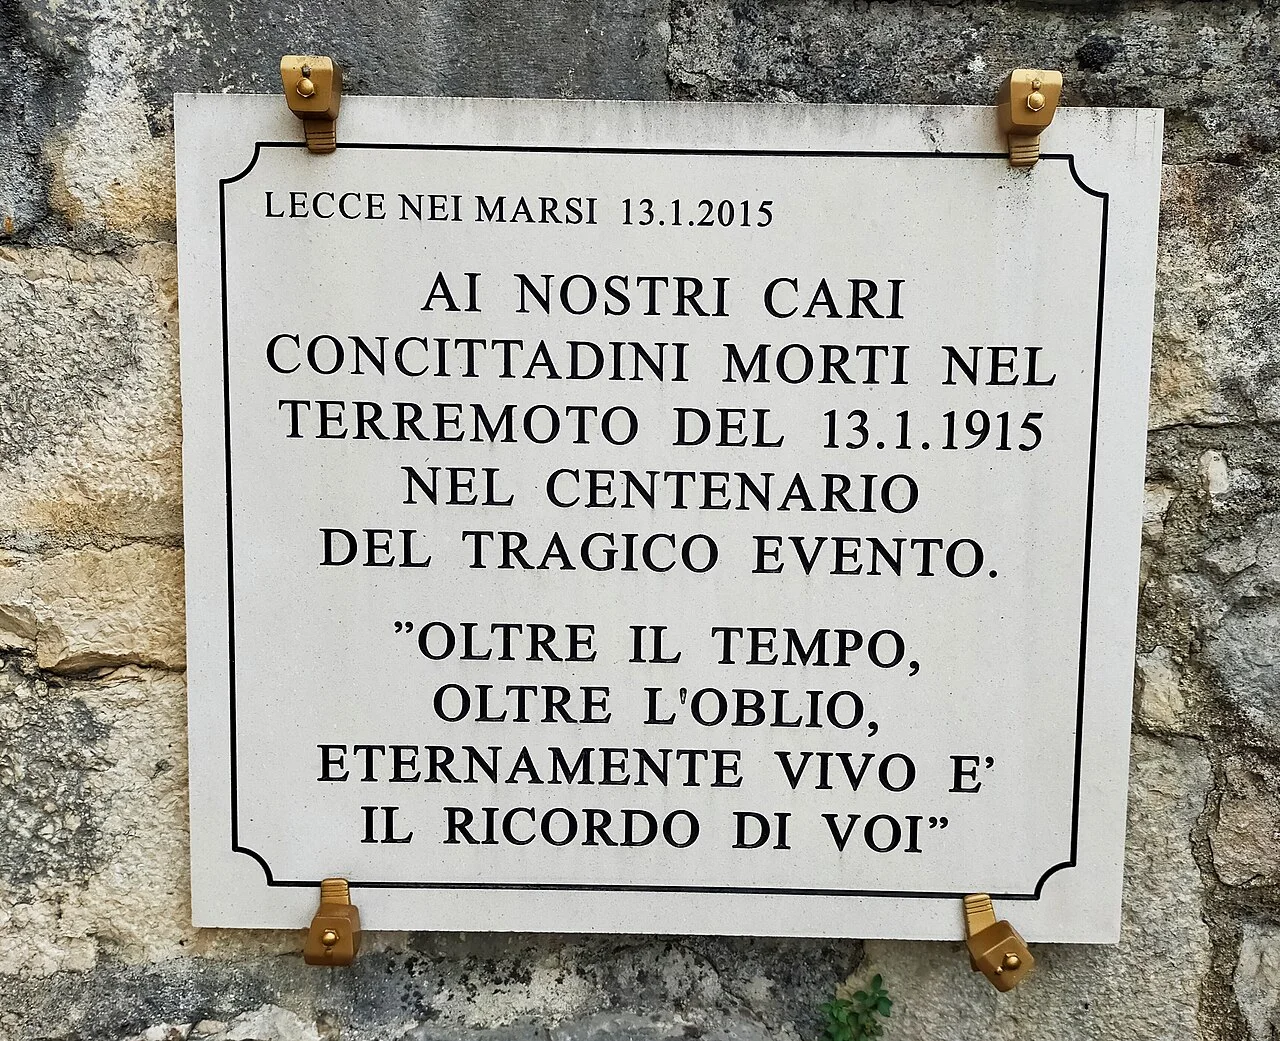 LECCE NEI MARSI 13.1.2015
AI NOSTRI CARI
CONCITTADINI MORTI NEL
TERREMOTO DEL 13.1.1915
NEL CENTENARIO
DEL TRAGICO EVENTO.
”OLTRE IL TEMPO,
OLTRE L'OBLIO,
ETERNAMENTE VIVO E’
IL RICORDO DI VOI”